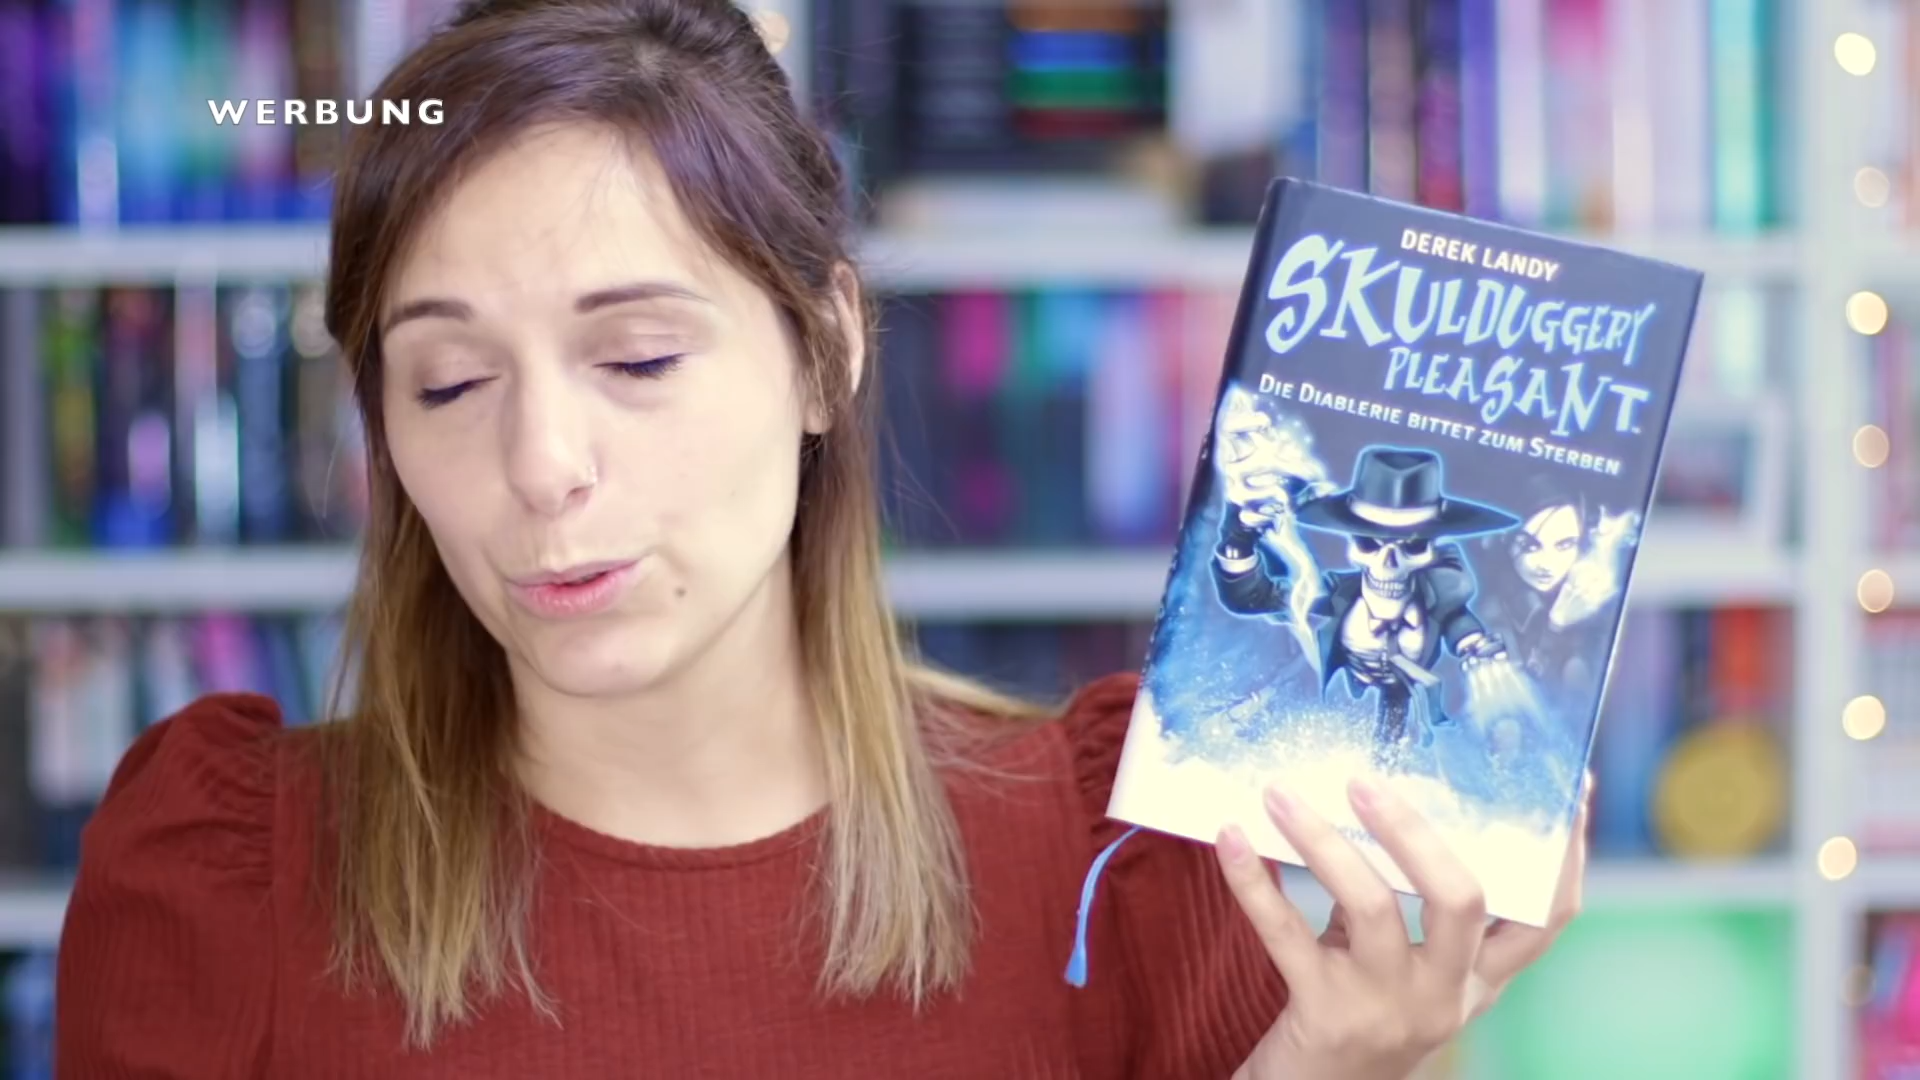 WERBUNG
DEREK LANDY
SKULDUGGERY
PLEASANT
DIE DIABLERIE BITTET ZUM STERBEN